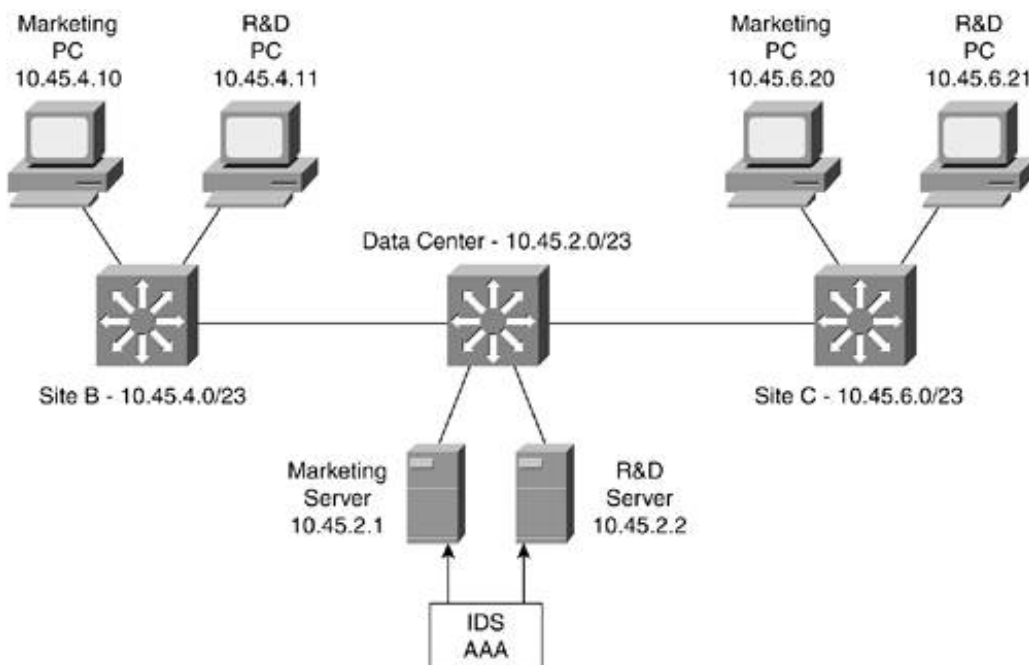 Marketing
PC
10.45.4.10
R&D
PC
10.45.4.11
Marketing
PC
10.45.6.20
R&D
PC
10.45.6.21
Data Center - 10.45.2.0/23
Site B - 10.45.4.0/23
Site C - 10.45.6.0/23
Marketing
Server
10.45.2.1
R&D
Server
10.45.2.2
IDS
AAA